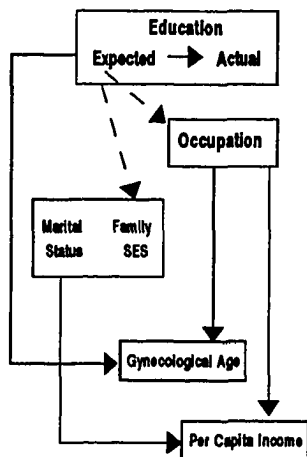 Education
Expected Actual
Occupation
Marital Family
Status SES
Gynecological Age
Per Capita Income